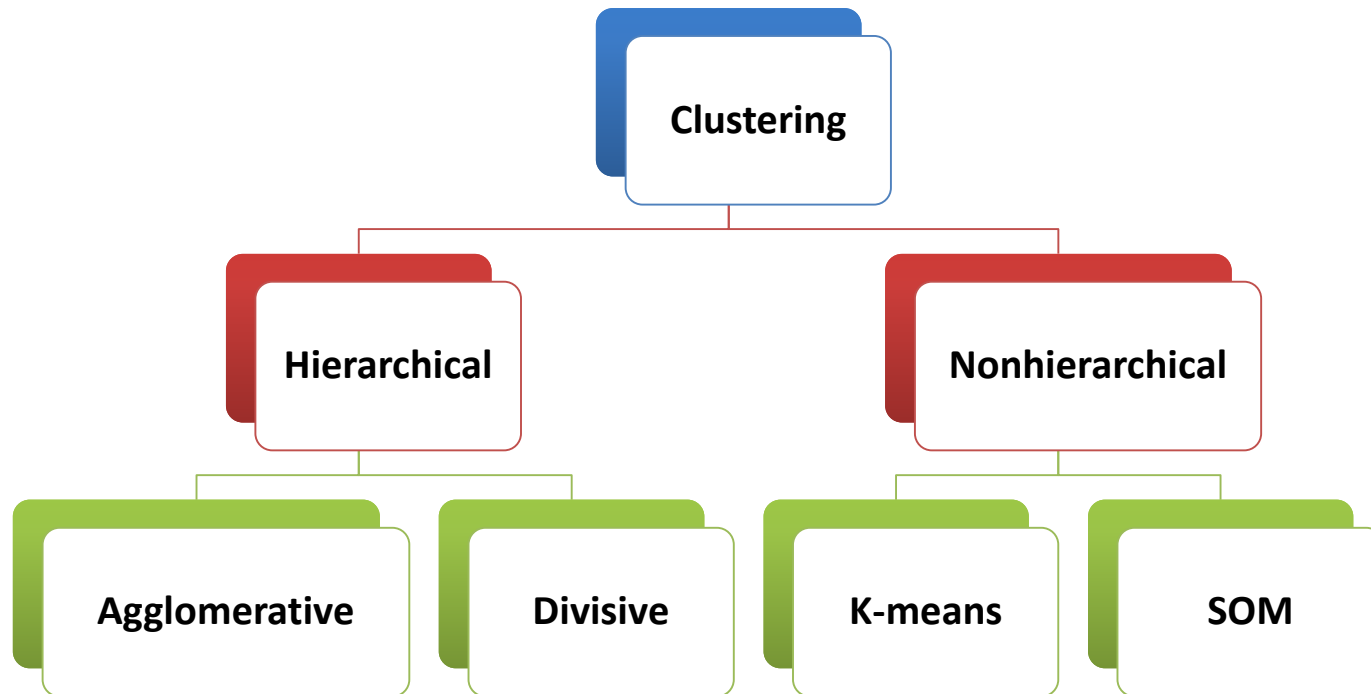 Clustering
Hierarchical
Nonhierarchical
Agglomerative
Divisive
K-means
SOM